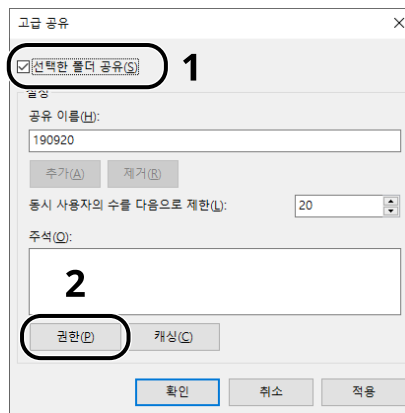 고급 공유
선택한 폴더 공유(S) 1
설정
공유 이름(H):
190920
추가(A) 제거(R)
동시 사용자의 수를 다음으로 제한(L): 20
주석(O):
2
권한(P) 캐싱(C)
확인 취소 적용